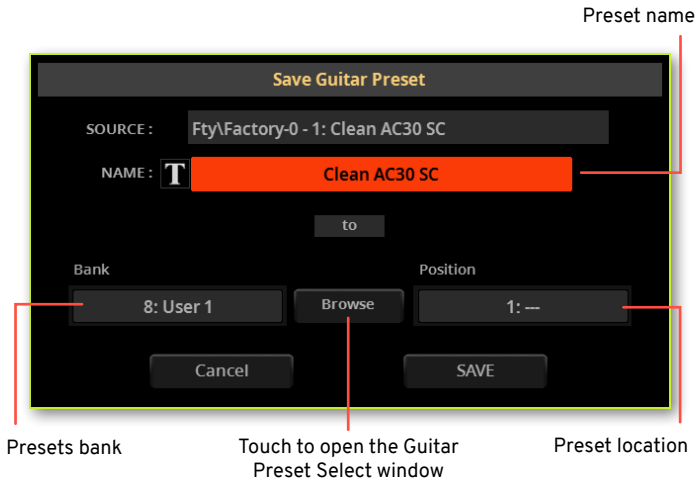 Preset name
Save Guitar Preset
SOURCE : Fty\Factory-0 - 1: Clean AC30 SC
NAME : T Clean AC30 SC
to
Bank Position
8: User 1 Browse 1: ---
Cancel SAVE
Presets bank Touch to open the Guitar Preset location
Preset Select window